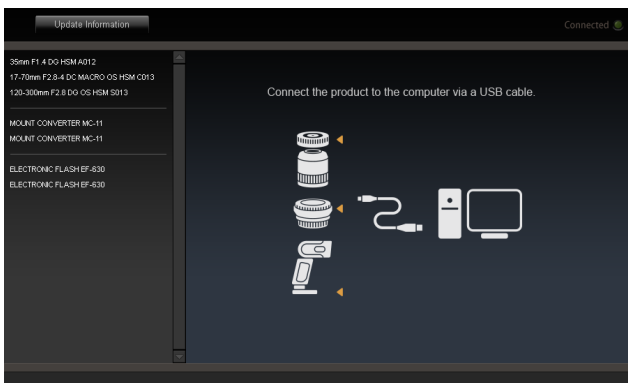 Update Information
Connected
35mm F1.4 DG HSM A012
17-70mm F2.8-4 DC MACRO OS HSM C013
120-300mm F2.8 DG OS HSM S013
MOUNT CONVERTER MC-11
MOUNT CONVERTER MC-11
ELECTRONIC FLASH EF-630
ELECTRONIC FLASH EF-630
Connect the product to the computer via a USB cable.